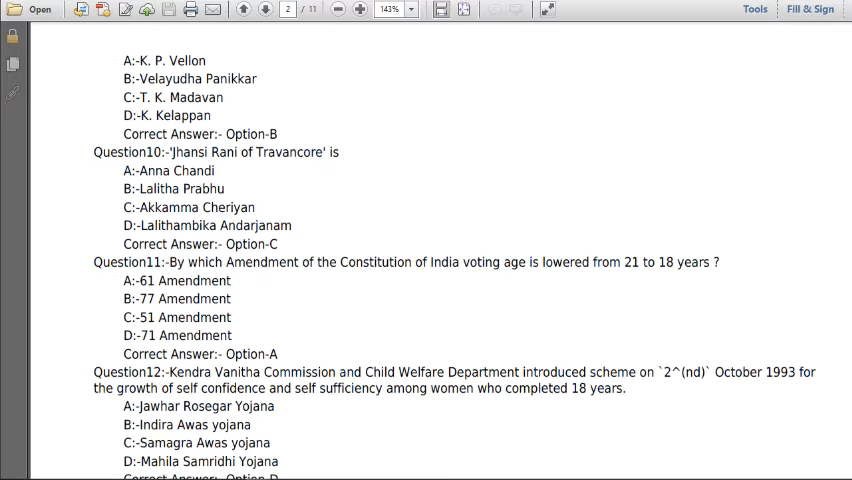 Open
2 / 11
143%
Tools
Fill & Sign
A:-K. P. Vellon
B:-Velayudha Panikkar
C:-T. K. Madavan
D:-K. Kelappan
Correct Answer:- Option-B
Question10:-'Jhansi Rani of Travancore' is
A:-Anna Chandi
B:-Lalitha Prabhu
C:-Akkamma Cheriyan
D:-Lalithambika Andarjanam
Correct Answer:- Option-C
Question11:-By which Amendment of the Constitution of India voting age is lowered from 21 to 18 years ?
A:-61 Amendment
B:-77 Amendment
C:-51 Amendment
D:-71 Amendment
Correct Answer:- Option-A
Question12:-Kendra Vanitha Commission and Child Welfare Department introduced scheme on `2^(nd)` October 1993 for
the growth of self confidence and self sufficiency among women who completed 18 years.
A:-Jawhar Rosegar Yojana
B:-Indira Awas yojana
C:-Samagra Awas yojana
D:-Mahila Samridhi Yojana
Correct Answer:- Option-D